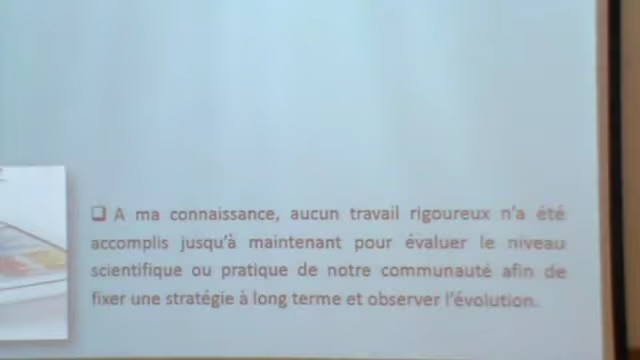 ❑ A ma connaissance, aucun travail rigoureux n'a été
accomplis jusqu'à maintenant pour évaluer le niveau
scientifique ou pratique de notre communauté afin de
fixer une stratégie à long terme et observer l'évolution.